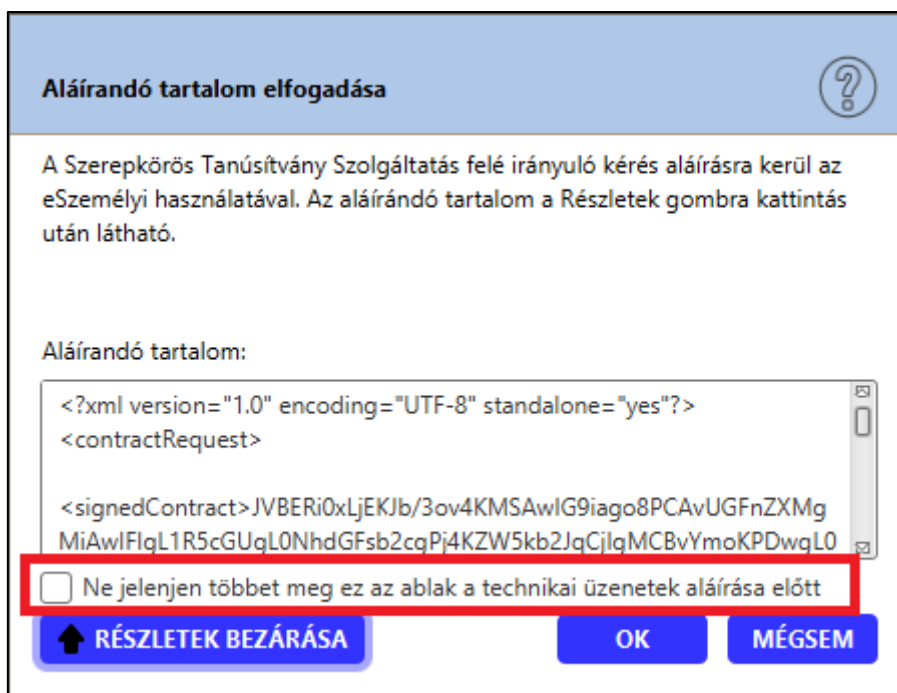 Aláírandó tartalom elfogadása
A Szerepkörös Tanúsítvány Szolgáltatás felé irányuló kérés aláírásra kerül az
eSzemélyi használatával. Az aláírándó tartalom a Részletek gombra kattintás
után látható.
Aláírandó tartalom:
<?xml version="1.0" encoding="UTF-8" standalone="yes"?>
<contractRequest>
<signedContract>JVBERi0xLjEKJb/3ov4KMSAwIG9iago8PCAvUGFnZXMg
MiAwIFIgL1R5cGUgL0NhdGFsb2cgPj4KZW5kb2JqCjIgMCBvYmoKPDwgL0
Ne jelenjen többet meg ez az ablak a technikai üzenetek aláírása előtt
RÉSZLETEK BEZÁRÁSA
OK
MÉGSEM